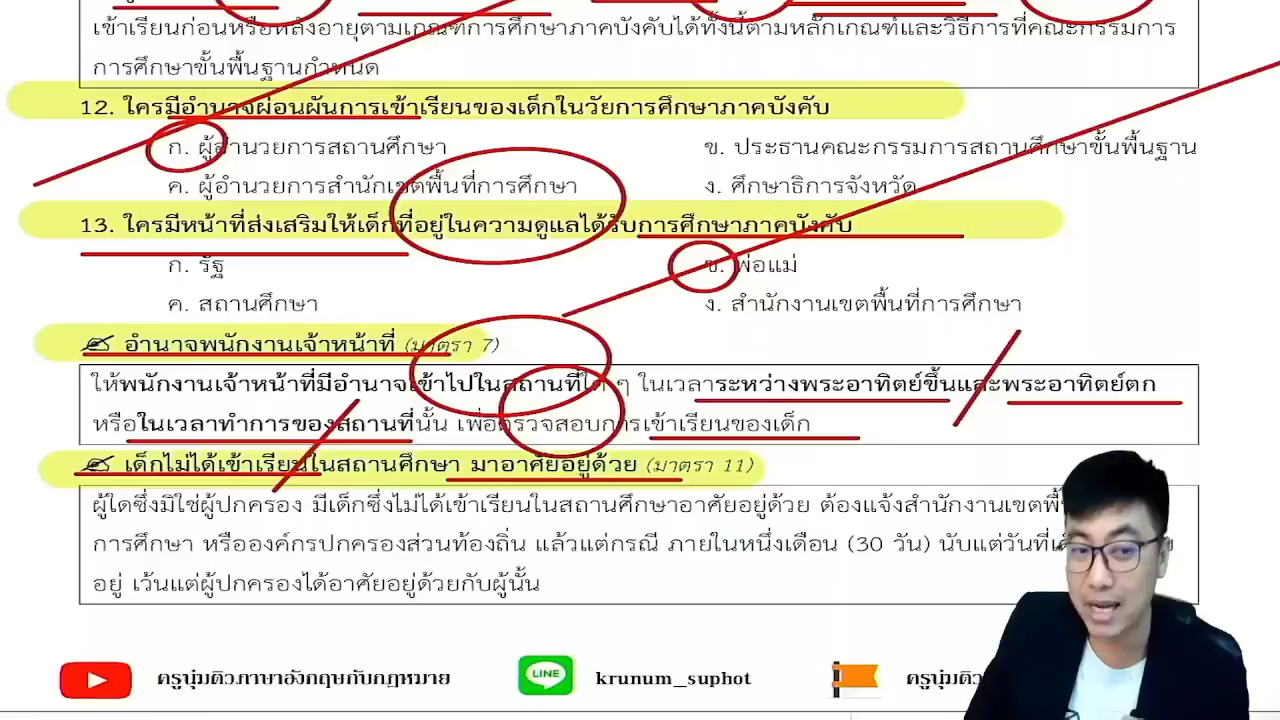 เข้าเรียนก่อนหรือหลังอายุตามเกณฑ์การศึกษาภาคบังคับได้ทั้งนี้ตามหลักเกณฑ์และวิธีการที่คณะกรรมการ
การศึกษาขั้นพื้นฐานกำหนด
12. ใครมีอำนาจผ่อนผันการเข้าเรียนของเด็กในวัยการศึกษาภาคบังคับ
ก. ผู้อำนวยการสถานศึกษา ข. ประธานคณะกรรมการสถานศึกษาขั้นพื้นฐาน
ค. ผู้อำนวยการสำนักเขตพื้นที่การศึกษา ง. ศึกษาธิการจังหวัด
13. ใครมีหน้าที่ส่งเสริมให้เด็กที่อยู่ในความดูแลได้รับการศึกษาภาคบังคับ
ก. รัฐ ข. พ่อแม่
ค. สถานศึกษา ง. สำนักงานเขตพื้นที่การศึกษา
✍ อำนาจพนักงานเจ้าหน้าที่ (มาตรา 7)
ให้พนักงานเจ้าหน้าที่มีอำนาจเข้าไปในสถานที่ใด ๆ ในเวลาระหว่างพระอาทิตย์ขึ้นและพระอาทิตย์ตก
หรือในเวลาทำการของสถานที่นั้น เพื่อตรวจสอบการเข้าเรียนของเด็ก
✍ เด็กไม่ได้เข้าเรียนในสถานศึกษา มาอาศัยอยู่ด้วย (มาตรา 11)
ผู้ใดซึ่งมิใช่ผู้ปกครอง มีเด็กซึ่งไม่ได้เข้าเรียนในสถานศึกษาอาศัยอยู่ด้วย ต้องแจ้งสำนักงานเขตพื้
การศึกษา หรือองค์กรปกครองส่วนท้องถิ่น แล้วแต่กรณี ภายในหนึ่งเดือน (30 วัน) นับแต่วันที่
อยู่ เว้นแต่ผู้ปกครองได้อาศัยอยู่ด้วยกับผู้นั้น
ครูนุ่มติวภาษาอังกฤษกับกฎหมาย LINE krunum_suphot ครูนุ่มติว